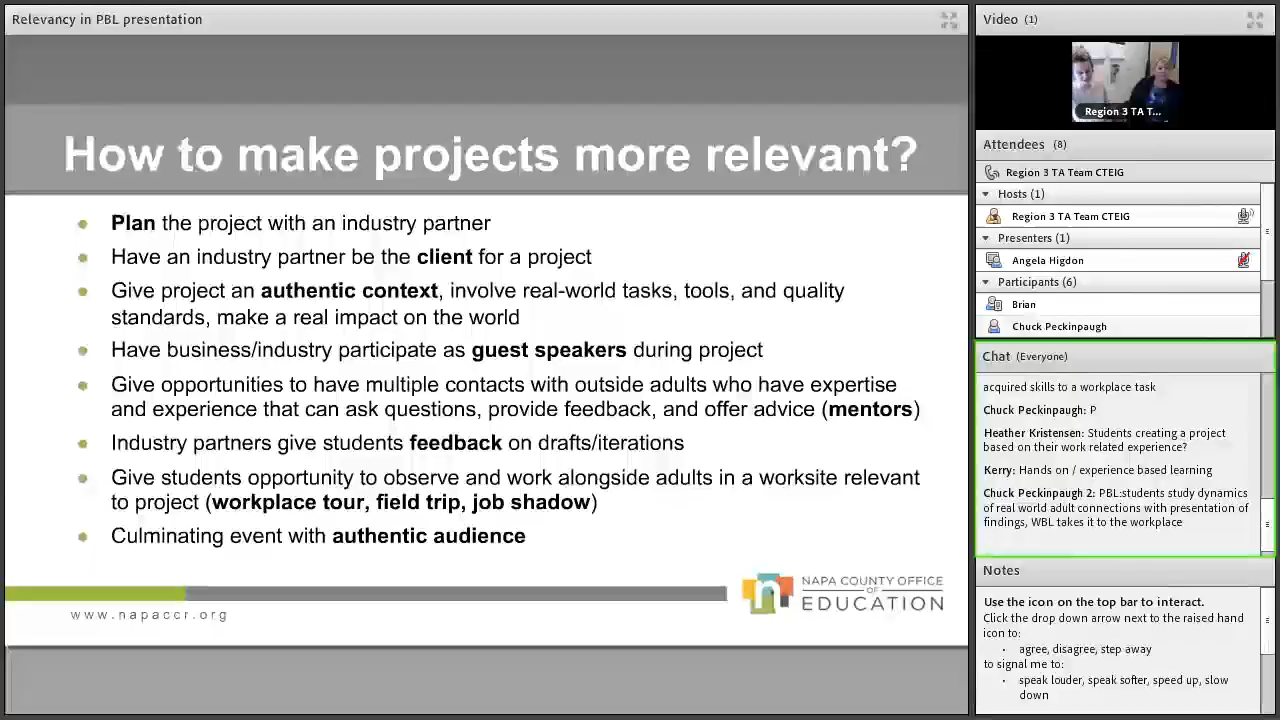 Relevancy in PBL presentation
How to make projects more relevant?
Plan the project with an industry partner
Have an industry partner be the client for a project
Give project an authentic context, involve real-world tasks, tools, and quality
standards, make a real impact on the world
Have business/industry participate as guest speakers during project
Give opportunities to have multiple contacts with outside adults who have expertise
and experience that can ask questions, provide feedback, and offer advice (mentors)
Industry partners give students feedback on drafts/iterations
Give students opportunity to observe and work alongside adults in a worksite relevant
to project (workplace tour, field trip, job shadow)
Culminating event with authentic audience
www.napaccr.org
n
NAPA COUNTY OFFICE
OF
EDUCATION
Video (1)
Region 3 TA T...
Attendees (8)
Region 3 TA Team CTEIG
Hosts (1)
Region 3 TA Team CTEIG
Presenters (1)
Angela Higdon
Participants (6)
Brian
Chuck Peckinpaugh
Chat (Everyone)
acquired skills to a workplace task
Chuck Peckinpaugh: P
Heather Kristensen: Students creating a project
based on their work related experience?
Kerry: Hands on / experience based learning
Chuck Peckinpaugh 2: PBL:students study dynamics
of real world adult connections with presentation of
findings, WBL takes it to the workplace
Notes
Use the icon on the top bar to interact.
Click the drop down arrow next to the raised hand
icon to:
agree, disagree, step away
to signal me to:
speak louder, speak softer, speed up, slow
down